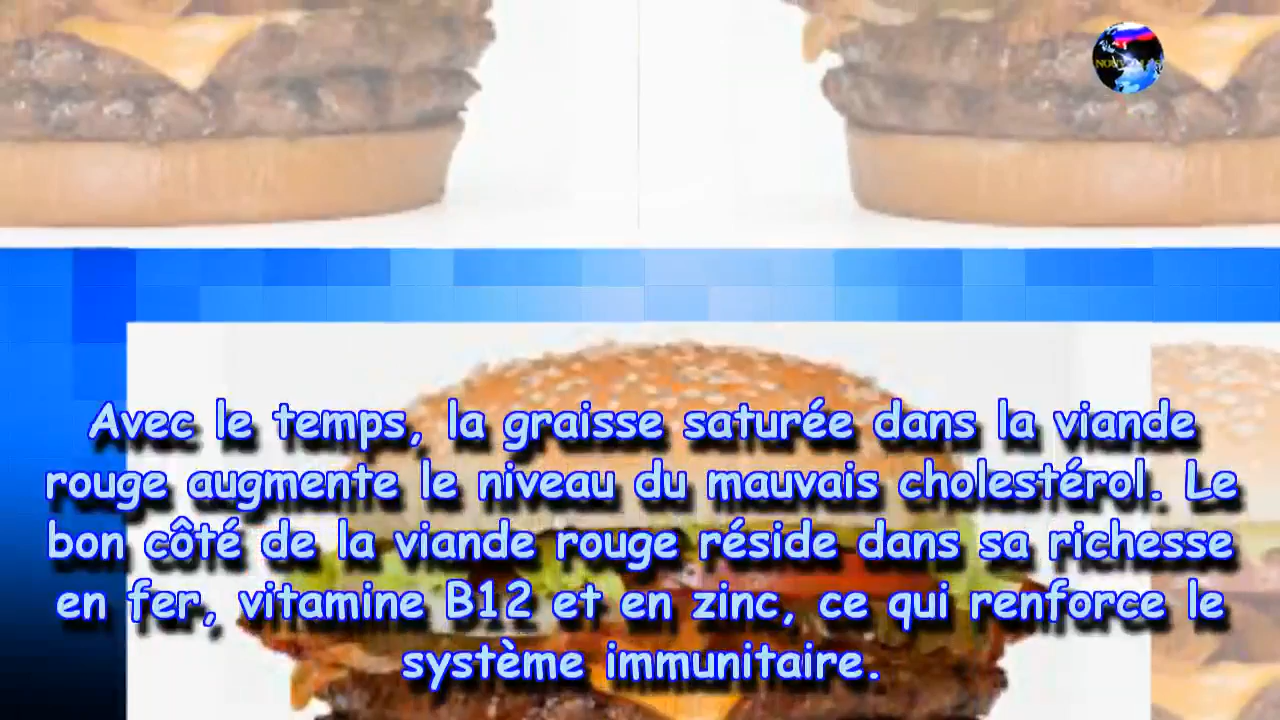 Avec le temps, la graisse saturée dans la viande
rouge augmente le niveau du mauvais cholestérol. Le
bon côté de la viande rouge réside dans sa richesse
en fer, vitamine B12 et en zinc, ce qui renforce le
système immunitaire.